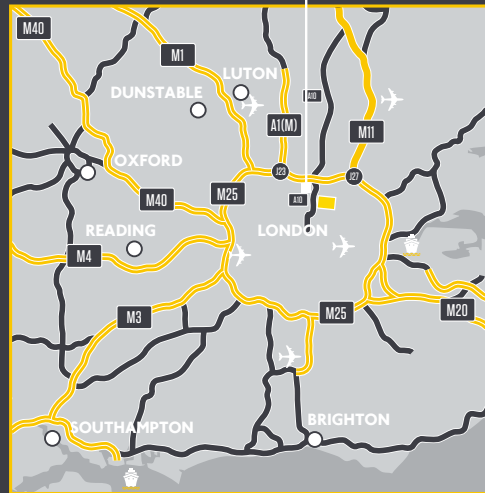 M40
M1
LUTON
DUNSTABLE
A10
A1(M)
M11
OXFORD
J23
J27
M40
M25
A10
READING
LONDON
M4
M3
M25
M20
SOUTHAMPTON
BRIGHTON